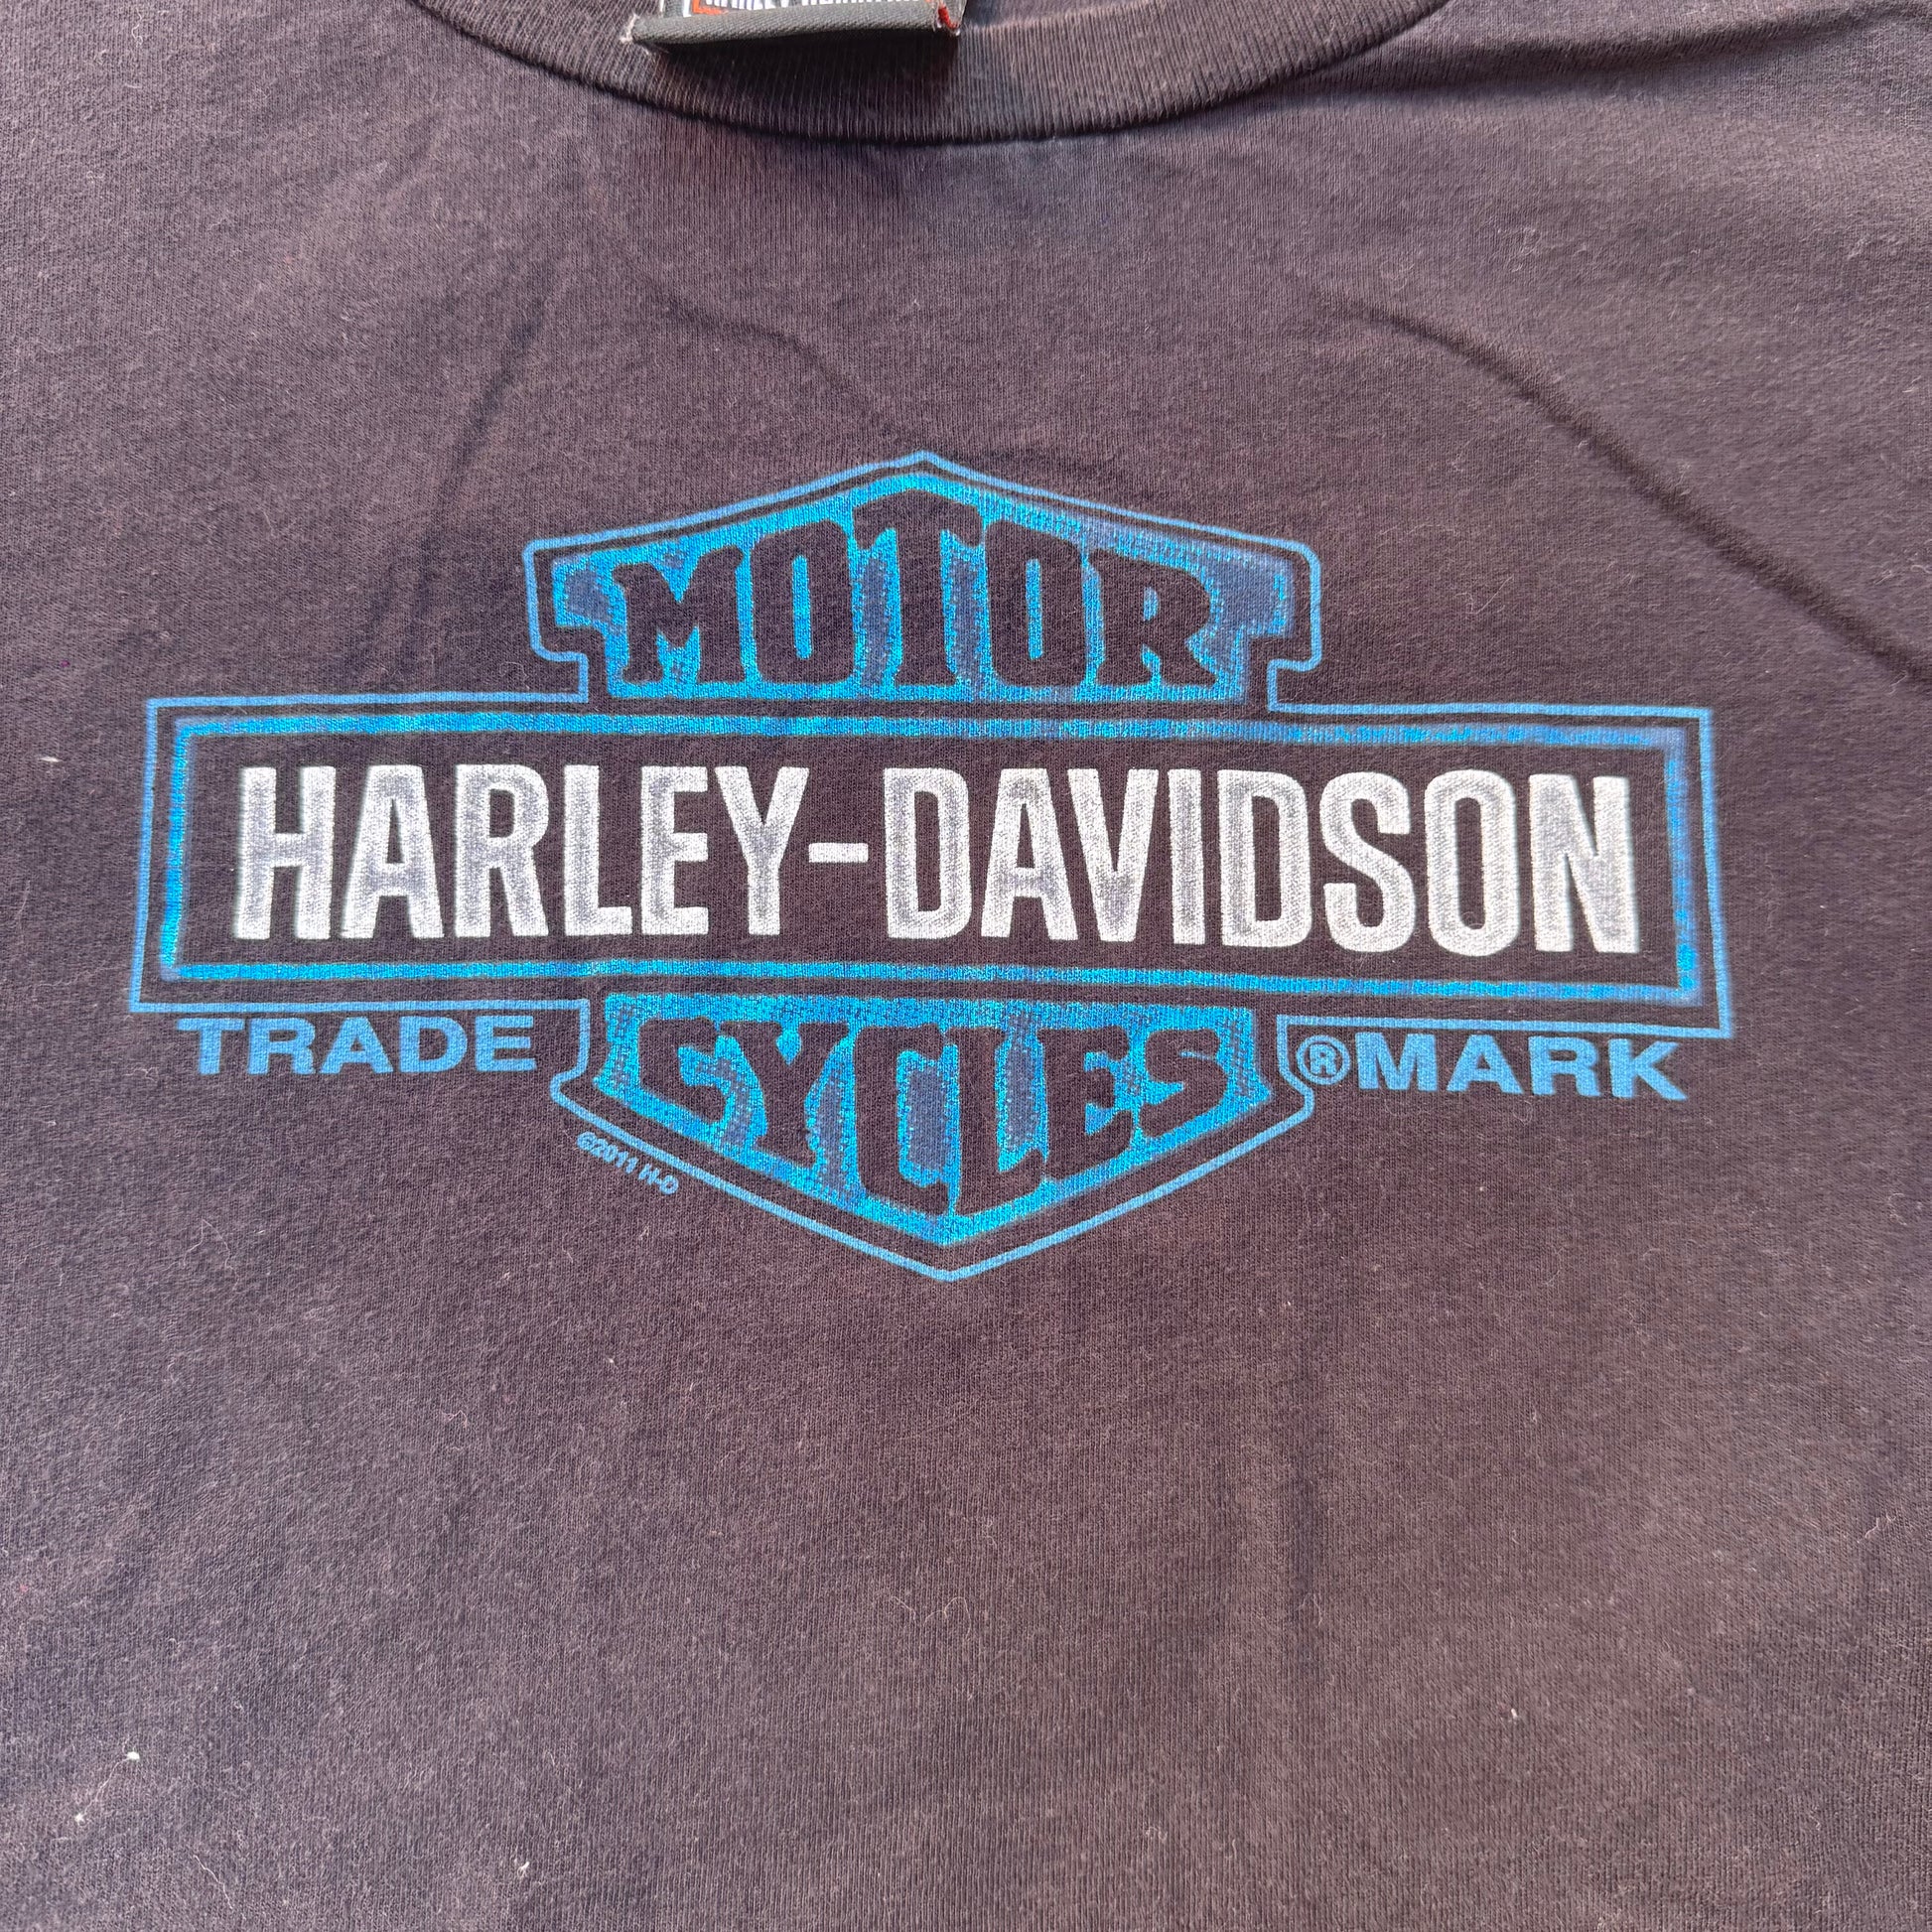 MOTOR
HARLEY-DAVIDSON
TRADE ®MARK
CYCLES
©2011 H-D